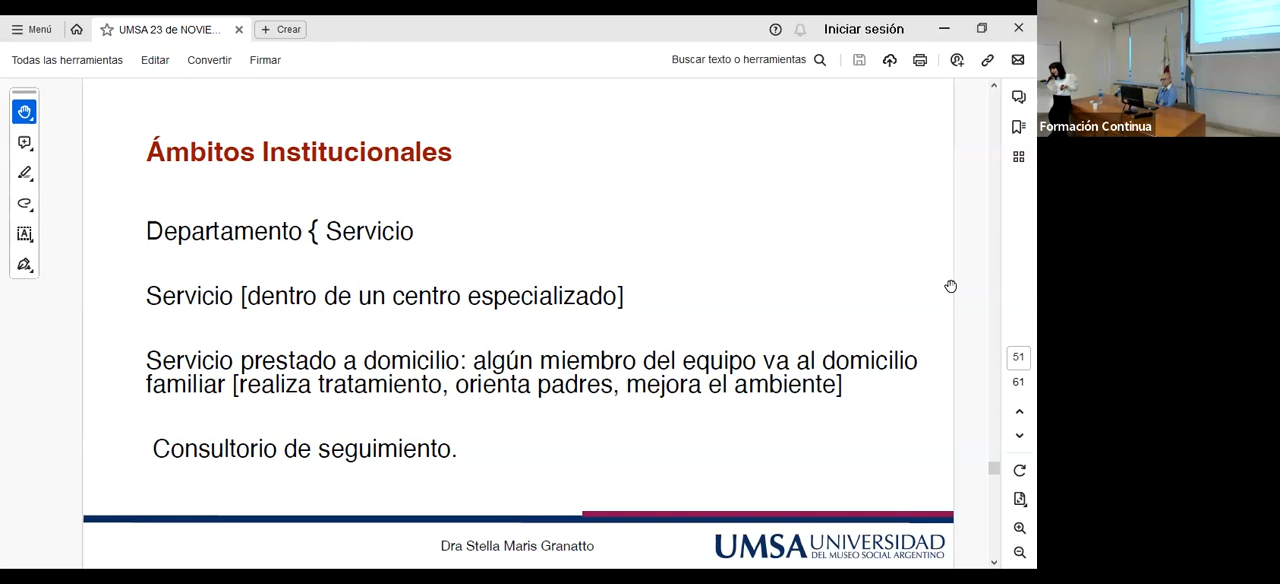 Menú
UMSA 23 de NOVIE...
Crear
Iniciar sesión
Todas las herramientas
Editar
Convertir
Firmar
Buscar texto o herramientas
Formación Continua
Ámbitos Institucionales
Departamento { Servicio
Servicio [dentro de un centro especializado]
Servicio prestado a domicilio: algún miembro del equipo va al domicilio
familiar [realiza tratamiento, orienta padres, mejora el ambiente]
Consultorio de seguimiento.
51
61
Dra Stella Maris Granatto
UMSA UNIVERSIDAD
DEL MUSEO SOCIAL ARGENTINO